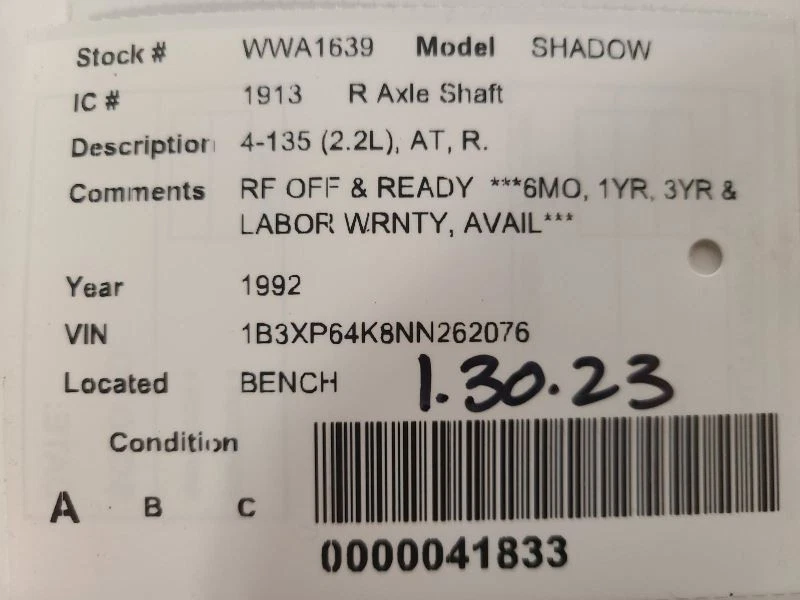 Stock # WWA1639 Model SHADOW
IC # 1913 R Axle Shaft
Description 4-135 (2.2L), AT, R.
Comments RF OFF & READY ***6MO, 1YR, 3YR &
LABOR WRNTY, AVAIL***
Year 1992
VIN 1B3XP64K8NN262076
Located BENCH 1.30.23
Condition
A B C
0000041833